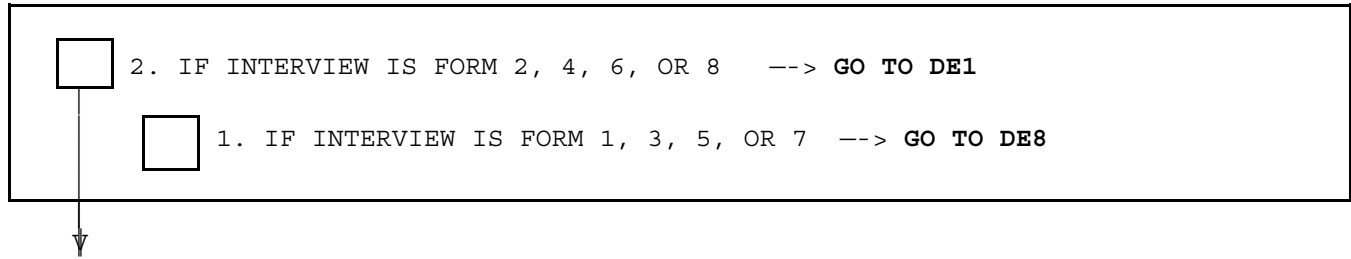 2. IF INTERVIEW IS FORM 2, 4, 6, OR 8 —-> GO TO DE1
1. IF INTERVIEW IS FORM 1, 3, 5, OR 7 —-> GO TO DE8